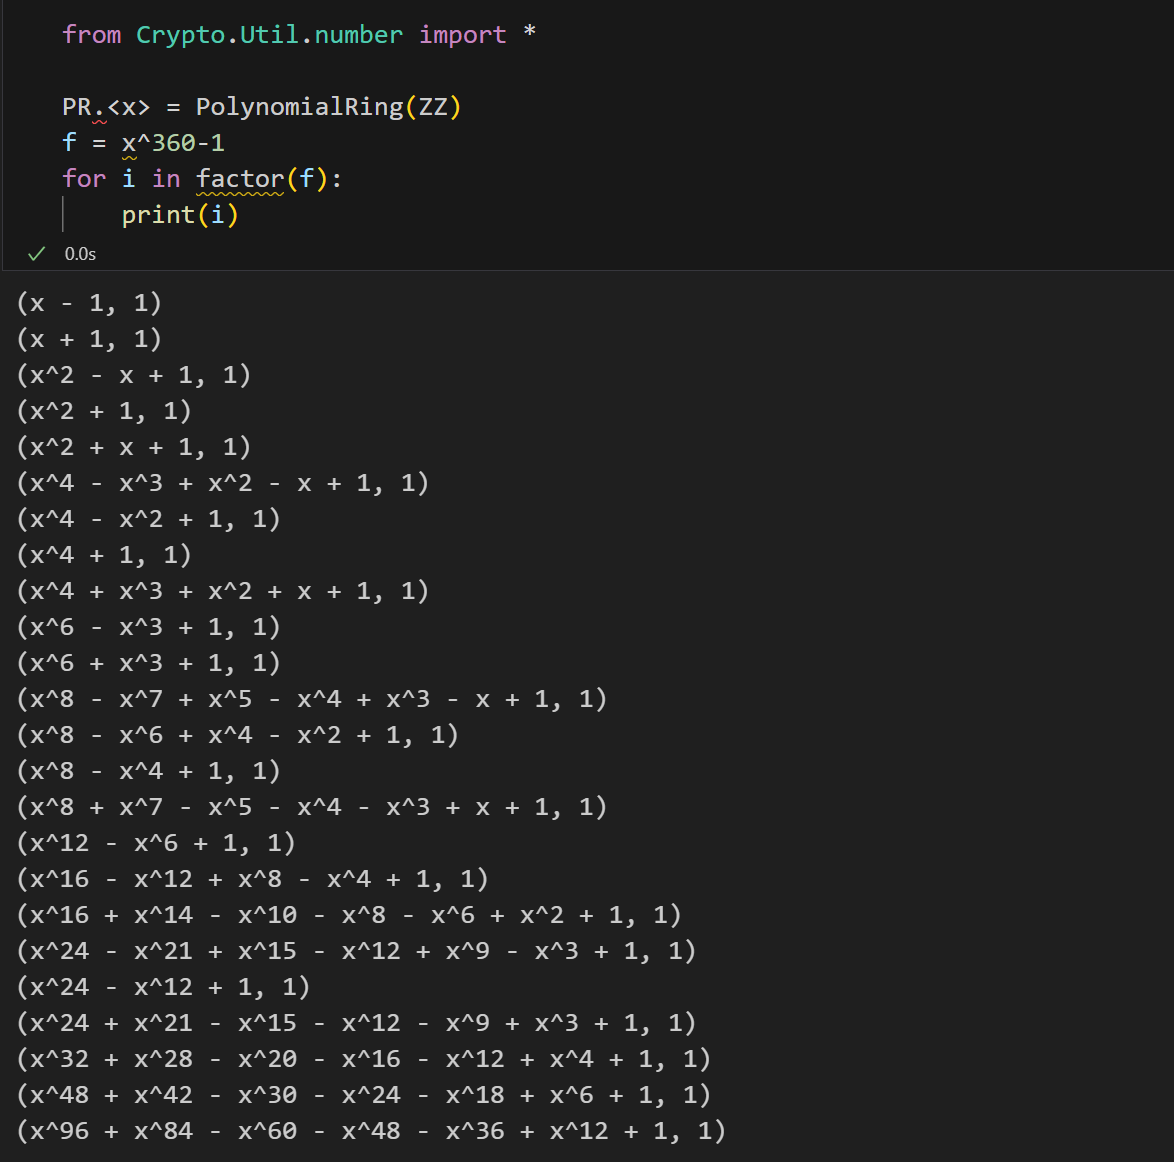 from Crypto.Util.number import *
PR.<x> = PolynomialRing(ZZ)
f = x^360-1
for i in factor(f):
    print(i)
0.0s
(x - 1, 1)
(x + 1, 1)
(x^2 - x + 1, 1)
(x^2 + 1, 1)
(x^2 + x + 1, 1)
(x^4 - x^3 + x^2 - x + 1, 1)
(x^4 - x^2 + 1, 1)
(x^4 + 1, 1)
(x^4 + x^3 + x^2 + x + 1, 1)
(x^6 - x^3 + 1, 1)
(x^6 + x^3 + 1, 1)
(x^8 - x^7 + x^5 - x^4 + x^3 - x + 1, 1)
(x^8 - x^6 + x^4 - x^2 + 1, 1)
(x^8 - x^4 + 1, 1)
(x^8 + x^7 - x^5 - x^4 - x^3 + x + 1, 1)
(x^12 - x^6 + 1, 1)
(x^16 - x^12 + x^8 - x^4 + 1, 1)
(x^16 + x^14 - x^10 - x^8 - x^6 + x^2 + 1, 1)
(x^24 - x^21 + x^15 - x^12 + x^9 - x^3 + 1, 1)
(x^24 - x^12 + 1, 1)
(x^24 + x^21 - x^15 - x^12 - x^9 + x^3 + 1, 1)
(x^32 + x^28 - x^20 - x^16 - x^12 + x^4 + 1, 1)
(x^48 + x^42 - x^30 - x^24 - x^18 + x^6 + 1, 1)
(x^96 + x^84 - x^60 - x^48 - x^36 + x^12 + 1, 1)